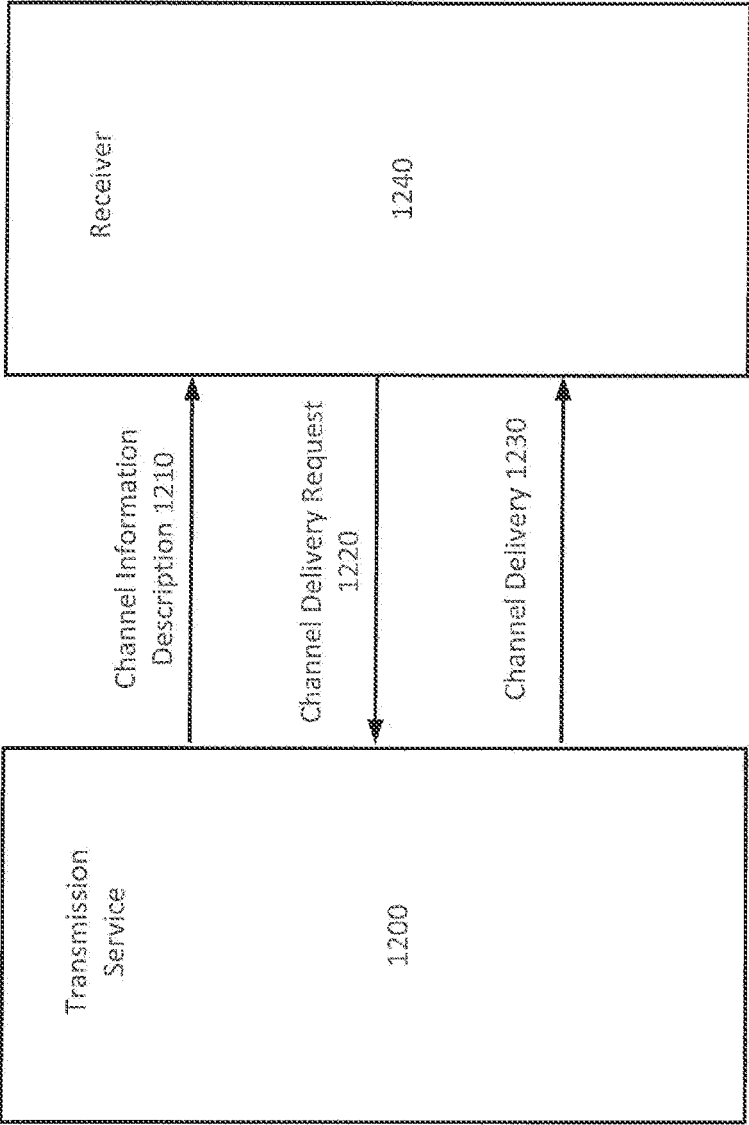 Transmission
Service
1200
Channel Information
Description 1210
Channel Delivery Request
1220
Channel Delivery 1230
Receiver
1240